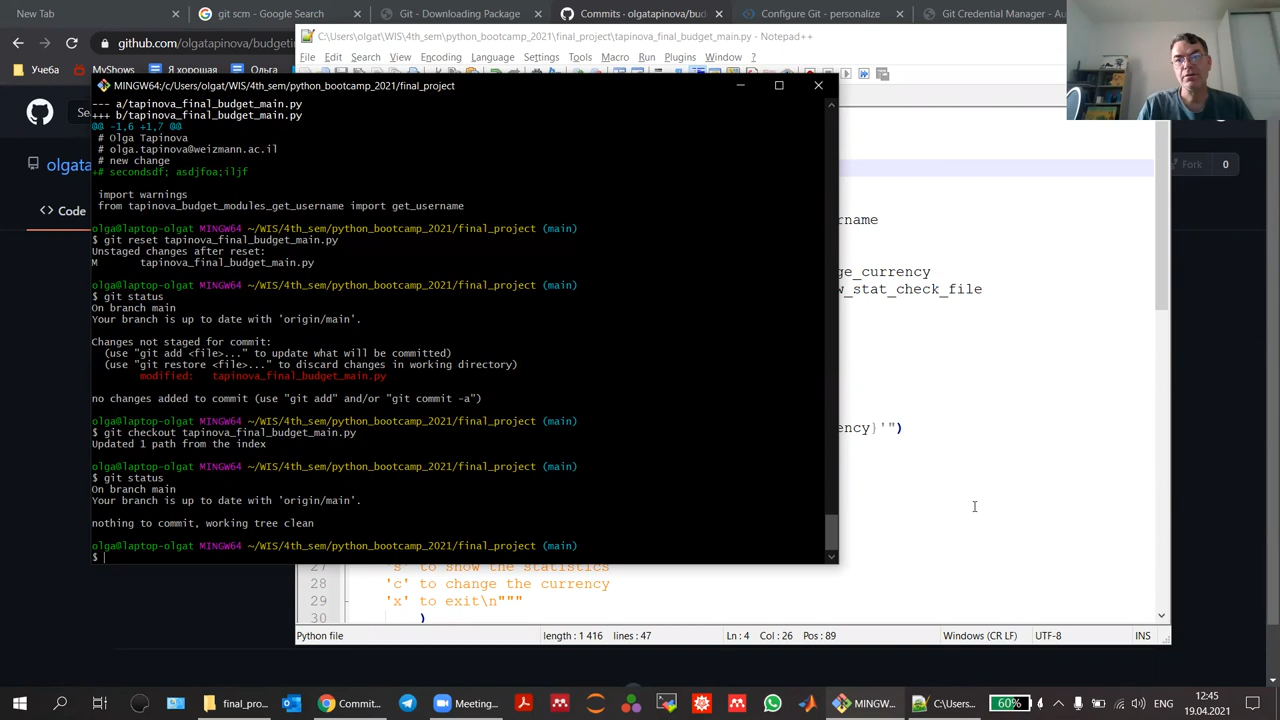 New Tab
git scm - Google Search
Git - Downloading Package
Commits · olgatapinova/bud
Configure Git - personalize
Git Credential Manager - Au
github.com/olgatapinova/budgeti
C:\Users\olgat\WIS\4th_sem\python_bootcamp_2021\final_project\tapinova_final_budget_main.py - Notepad++
File Edit Search View Encoding Language Settings Tools Macro Run Plugins Window ?
Учёба
MyShows
Я хорошая
Ольга
MINGW64:/c/Users/olgat/WIS/4th_sem/python_bootcamp_2021/final_project
--- a/tapinova_final_budget_main.py
+++ b/tapinova_final_budget_main.py
@@ -1,6 +1,7 @@
# Olga Tapinova
# olga.tapinova@weizmann.ac.il
# new change
+# secondsdf; asdjfoa;iljf
import warnings
from tapinova_budget_modules_get_username import get_username
olga@laptop-olgat MINGW64 ~/WIS/4th_sem/python_bootcamp_2021/final_project (main)
$ git reset tapinova_final_budget_main.py
Unstaged changes after reset:
M tapinova_final_budget_main.py
olga@laptop-olgat MINGW64 ~/WIS/4th_sem/python_bootcamp_2021/final_project (main)
$ git status
On branch main
Your branch is up to date with 'origin/main'.
Changes not staged for commit:
(use "git add <file>..." to update what will be committed)
(use "git restore <file>..." to discard changes in working directory)
modified: tapinova_final_budget_main.py
no changes added to commit (use "git add" and/or "git commit -a")
olga@laptop-olgat MINGW64 ~/WIS/4th_sem/python_bootcamp_2021/final_project (main)
$ git checkout tapinova_final_budget_main.py
Updated 1 path from the index
olga@laptop-olgat MINGW64 ~/WIS/4th_sem/python_bootcamp_2021/final_project (main)
$ git status
On branch main
Your branch is up to date with 'origin/main'.
nothing to commit, working tree clean
olga@laptop-olgat MINGW64 ~/WIS/4th_sem/python_bootcamp_2021/final_project (main)
$
Se
olgata
Code
Fork 0
rname
ge_currency
w_stat_check_file
ency}'")
27 's' to show the statistics
28 'c' to change the currency
29 'x' to exit\n"""
30 )
Python file
length : 1 416 lines : 47
Ln : 4 Col : 26 Pos : 89
Windows (CR LF)
UTF-8
INS
final_pro...
Commit...
Meeting...
MINGW...
C:\Users...
60%
ENG
12:45
19.04.2021